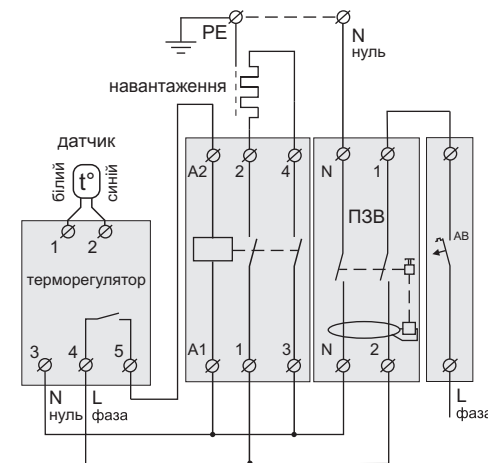 PE
N
нуль
навантаження
датчик
білий
t°
синій
1
2
терморегулятор
3
4
5
N
нуль
L
фаза
A2
2
4
A1
1
3
N
1
ПЗВ
N
2
АВ
L
фаза